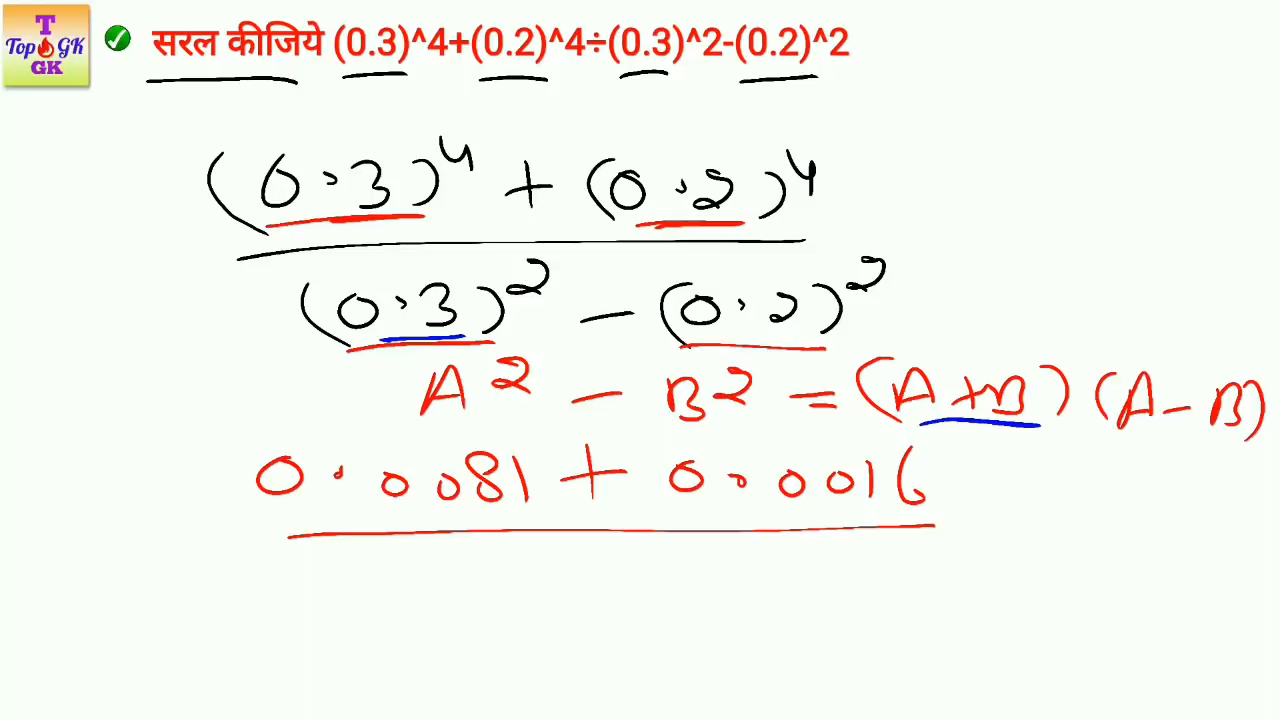 T
Top GK
GK
सरल कीजिये (0.3)^4+(0.2)^4÷(0.3)^2-(0.2)^2
(0.3)^4 + (0.2)^4
(0.3)^2 - (0.2)^2
A^2 - B^2 = (A+B) (A-B)
0.0081 + 0.0016